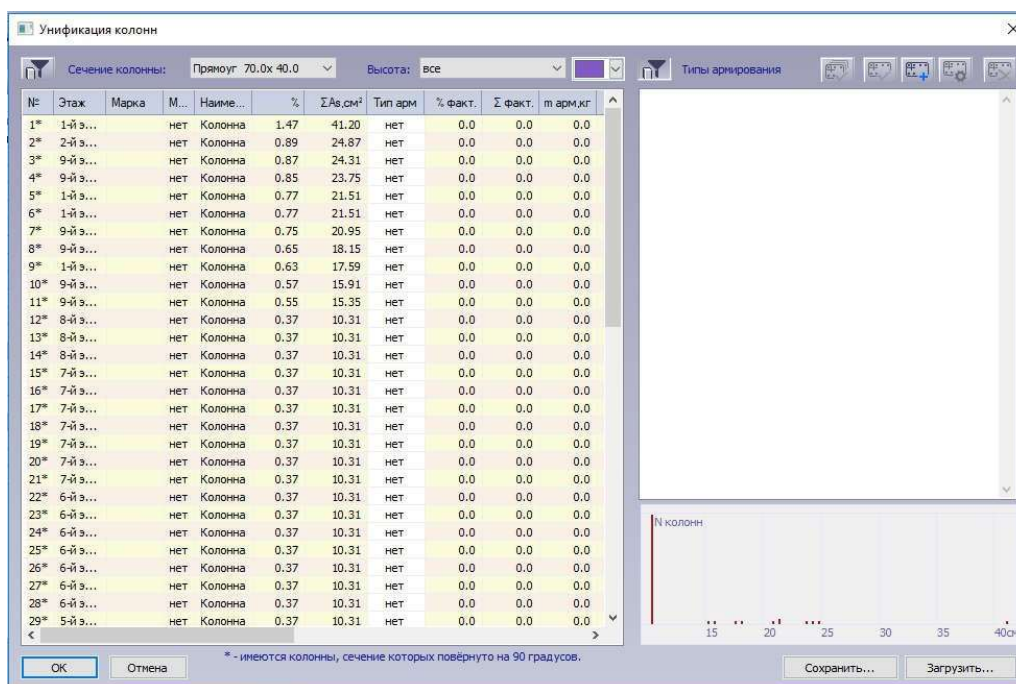 Унификация колонн
Сечение колонны: Прямоуг 70.0x 40.0 Высота: все Типы армирования
№ Этаж Марка М... Наиме... % ΣAs,см² Тип арм % факт. Σ факт. m арм,кг
1* 1-й э... нет Колонна 1.47 41.20 нет 0.0 0.0 0.0
2* 2-й э... нет Колонна 0.89 24.87 нет 0.0 0.0 0.0
3* 9-й э... нет Колонна 0.87 24.31 нет 0.0 0.0 0.0
4* 9-й э... нет Колонна 0.85 23.75 нет 0.0 0.0 0.0
5* 1-й э... нет Колонна 0.77 21.51 нет 0.0 0.0 0.0
6* 1-й э... нет Колонна 0.77 21.51 нет 0.0 0.0 0.0
7* 9-й э... нет Колонна 0.75 20.95 нет 0.0 0.0 0.0
8* 9-й э... нет Колонна 0.65 18.15 нет 0.0 0.0 0.0
9* 1-й э... нет Колонна 0.63 17.59 нет 0.0 0.0 0.0
10* 9-й э... нет Колонна 0.57 15.91 нет 0.0 0.0 0.0
11* 9-й э... нет Колонна 0.55 15.35 нет 0.0 0.0 0.0
12* 8-й э... нет Колонна 0.37 10.31 нет 0.0 0.0 0.0
13* 8-й э... нет Колонна 0.37 10.31 нет 0.0 0.0 0.0
14* 8-й э... нет Колонна 0.37 10.31 нет 0.0 0.0 0.0
15* 7-й э... нет Колонна 0.37 10.31 нет 0.0 0.0 0.0
16* 7-й э... нет Колонна 0.37 10.31 нет 0.0 0.0 0.0
17* 7-й э... нет Колонна 0.37 10.31 нет 0.0 0.0 0.0
18* 7-й э... нет Колонна 0.37 10.31 нет 0.0 0.0 0.0
19* 7-й э... нет Колонна 0.37 10.31 нет 0.0 0.0 0.0
20* 7-й э... нет Колонна 0.37 10.31 нет 0.0 0.0 0.0
21* 7-й э... нет Колонна 0.37 10.31 нет 0.0 0.0 0.0
22* 6-й э... нет Колонна 0.37 10.31 нет 0.0 0.0 0.0
23* 6-й э... нет Колонна 0.37 10.31 нет 0.0 0.0 0.0
24* 6-й э... нет Колонна 0.37 10.31 нет 0.0 0.0 0.0
25* 6-й э... нет Колонна 0.37 10.31 нет 0.0 0.0 0.0
26* 6-й э... нет Колонна 0.37 10.31 нет 0.0 0.0 0.0
27* 6-й э... нет Колонна 0.37 10.31 нет 0.0 0.0 0.0
28* 6-й э... нет Колонна 0.37 10.31 нет 0.0 0.0 0.0
29* 5-й э... нет Колонна 0.37 10.31 нет 0.0 0.0 0.0
N колонн
15 20 25 30 35 40см
* - имеются колонны, сечение которых повёрнуто на 90 градусов.
ОК Отмена Сохранить... Загрузить...